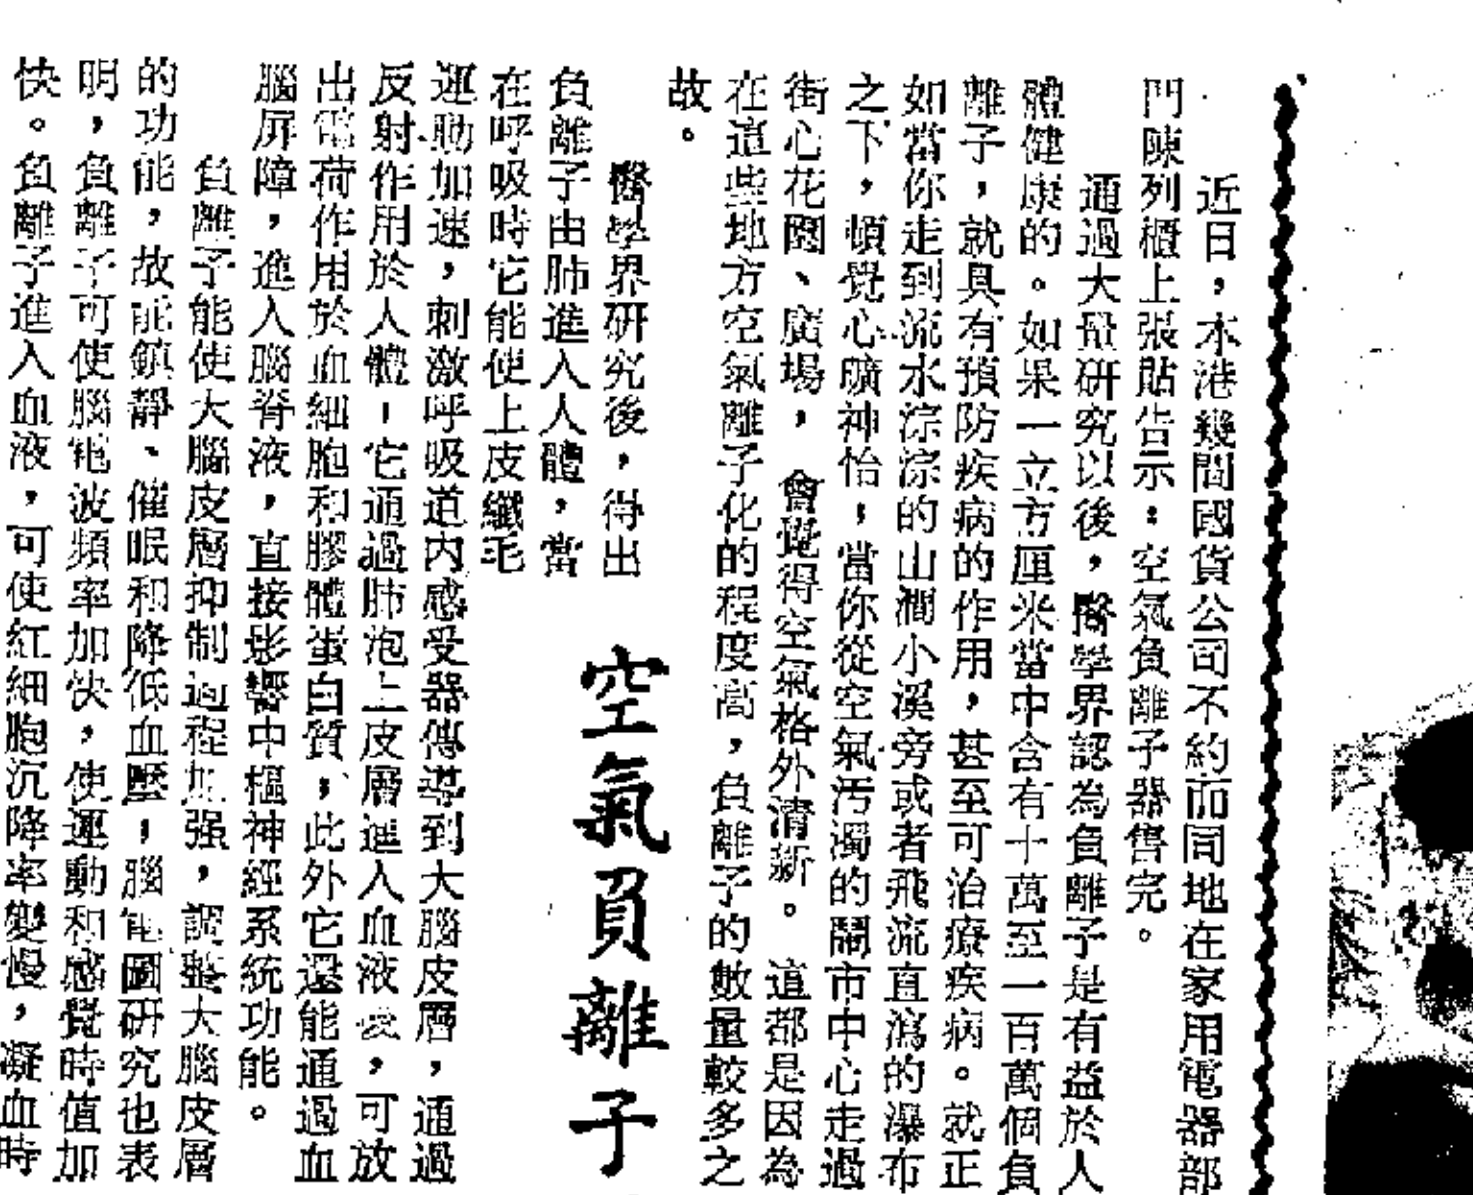 近日，本港幾間國貨公司不約而同地在家用電器部
門陳列櫃上張貼告示：空氣負離子器售完。
通過大量研究以後，醫學界認為負離子是有益於人
體健康的。如果一立方厘米當中含有十萬至一百萬個負
離子，就具有預防疾病的作用，甚至可治療疾病。就正
如當你走到流水淙淙的山澗小溪旁或者飛流直瀉的瀑布
之下，頓覺心曠神怡；當你從空氣污濁的鬧市中心走過
街心花園、廣場，會覺得空氣格外清新。這都是因為
在這些地方空氣離子化的程度高，負離子的數量較多之
故。
空氣負離子
醫學界研究後，得出
負離子由肺進入人體，當
在呼吸時它能使上皮纖毛
運動加速，刺激呼吸道內感受器傳導到大腦皮層，通過
反射作用於人體！它通過肺泡上皮層進入血液後，可放
出電荷作用於血細胞和膠體蛋白質；此外它還能通過血
腦屏障，進入腦脊液，直接影響中樞神經系統功能。
負離子能使大腦皮層抑制過程加强，調整大腦皮層
的功能，故能鎮靜、催眠和降低血壓；腦電圖研究也表
明，負離子可使腦電波頻率加快，使運動和感覺時值加
快。負離子進入血液，可使紅細胞沉降率變慢，凝血時